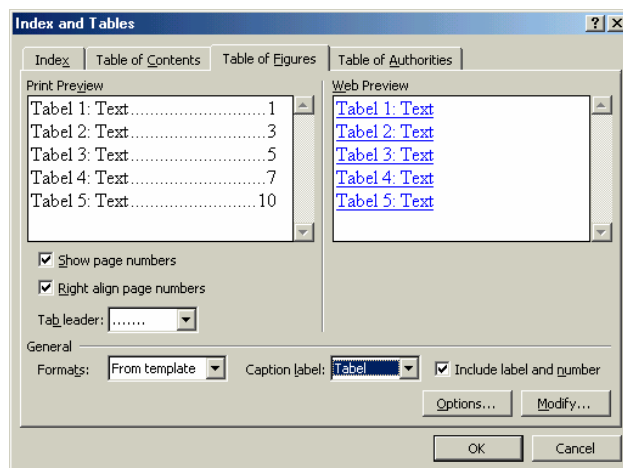 Index and Tables
Index Table of Contents Table of Figures Table of Authorities
Print Preview Web Preview
Tabel 1: Text..............................1 Tabel 1: Text
Tabel 2: Text..............................3 Tabel 2: Text
Tabel 3: Text..............................5 Tabel 3: Text
Tabel 4: Text..............................7 Tabel 4: Text
Tabel 5: Text............................10 Tabel 5: Text
Show page numbers
Right align page numbers
Tab leader: .......
General
Formats: From template Caption label: Tabel Include label and number
Options... Modify...
OK Cancel